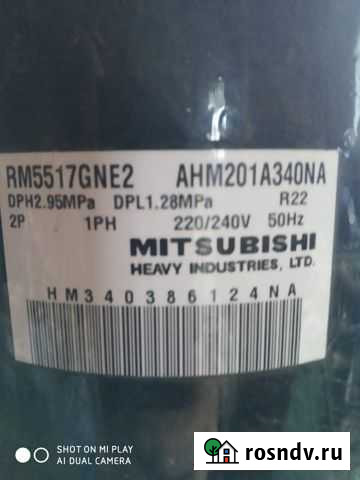 RM5517GNE2 AHM201A340NA
DPH2.95MPa DPL1.28MPa R22
2P 1PH 220/240V 50Hz
MITSUBISHI
HEAVY INDUSTRIES, LTD.
HM340386124NA
SHOT ON MI PLAY
AI DUAL CAMERA
rosndv.ru